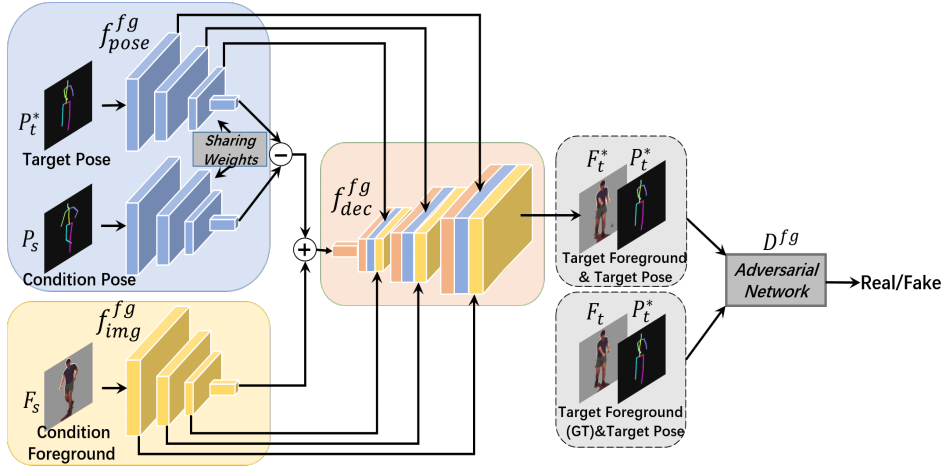 f_{pose}^{fg}
P_t^*
Target Pose
Sharing
Weights
P_s
Condition Pose
−
+
f_{dec}^{fg}
f_{img}^{fg}
F_s
Condition
Foreground
F_t^* P_t^*
Target Foreground
& Target Pose
F_t P_t^*
Target Foreground
(GT)&Target Pose
D^{fg}
Adversarial
Network
Real/Fake